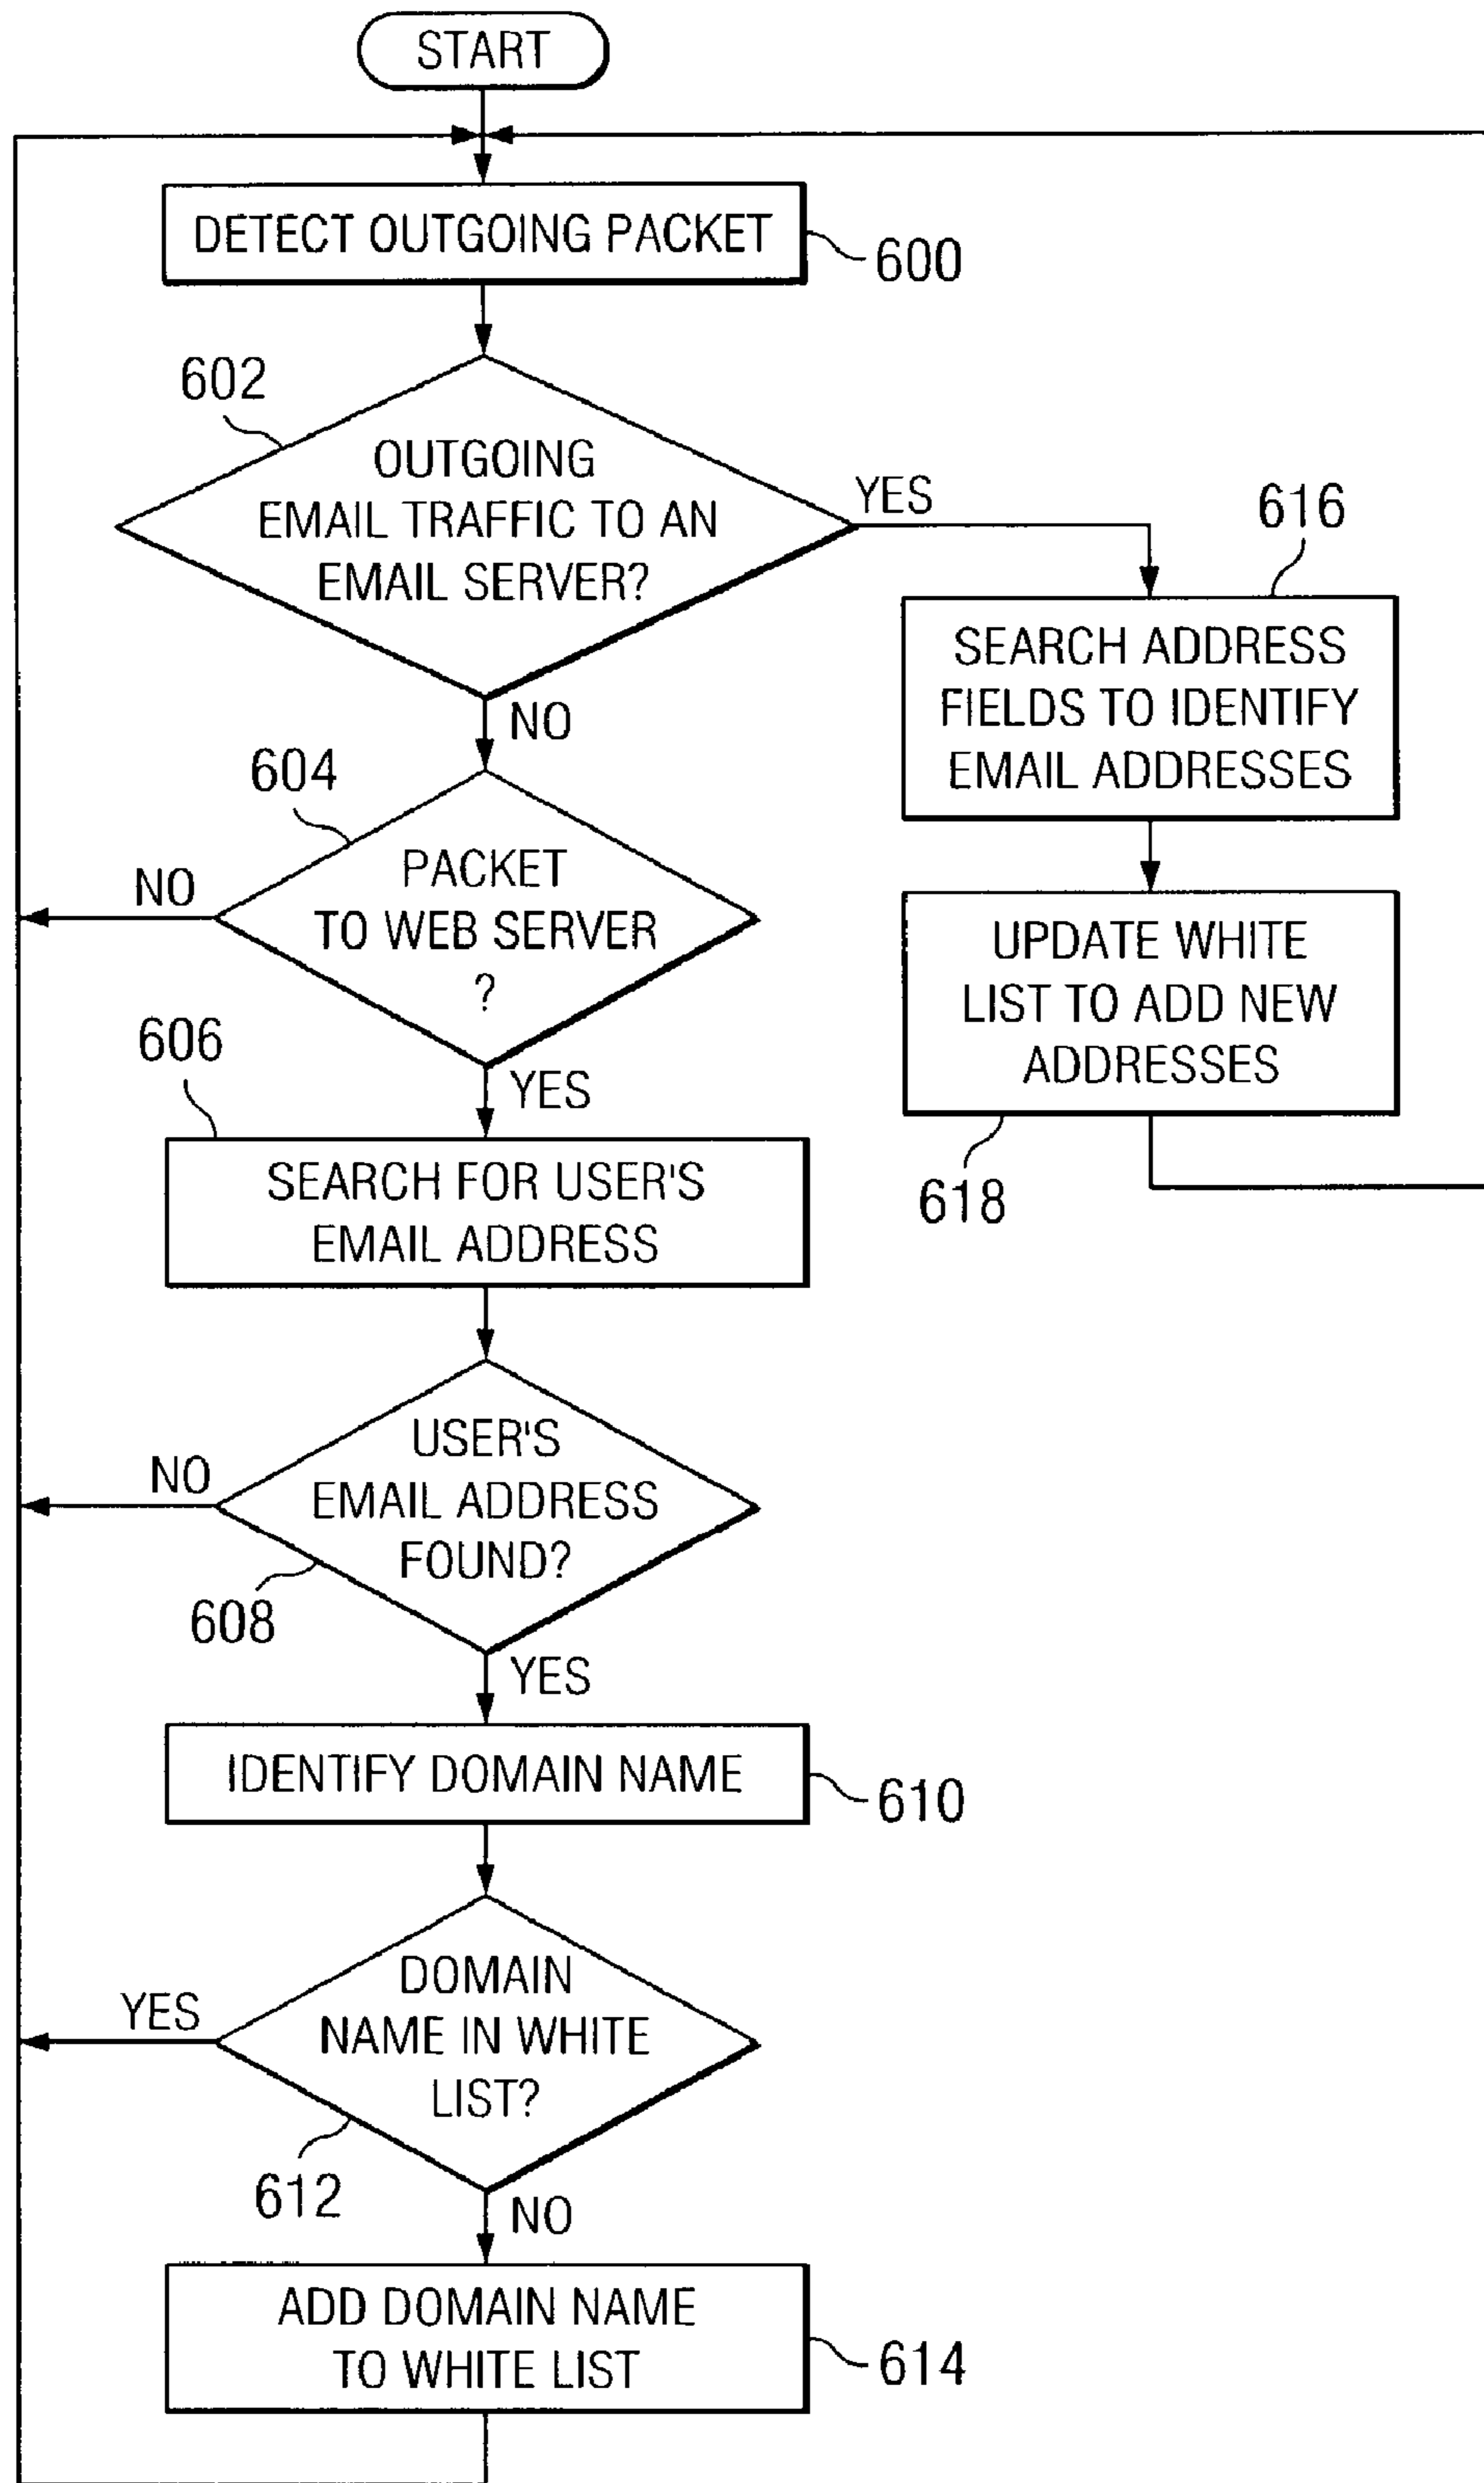 START
DETECT OUTGOING PACKET
600
602
OUTGOING
EMAIL TRAFFIC TO AN
EMAIL SERVER?
YES
616
SEARCH ADDRESS
FIELDS TO IDENTIFY
EMAIL ADDRESSES
NO
604
PACKET
TO WEB SERVER
?
NO
UPDATE WHITE
LIST TO ADD NEW
ADDRESSES
618
606
YES
SEARCH FOR USER'S
EMAIL ADDRESS
USER'S
EMAIL ADDRESS
FOUND?
NO
608
YES
IDENTIFY DOMAIN NAME
610
DOMAIN
NAME IN WHITE
LIST?
YES
612
NO
ADD DOMAIN NAME
TO WHITE LIST
614